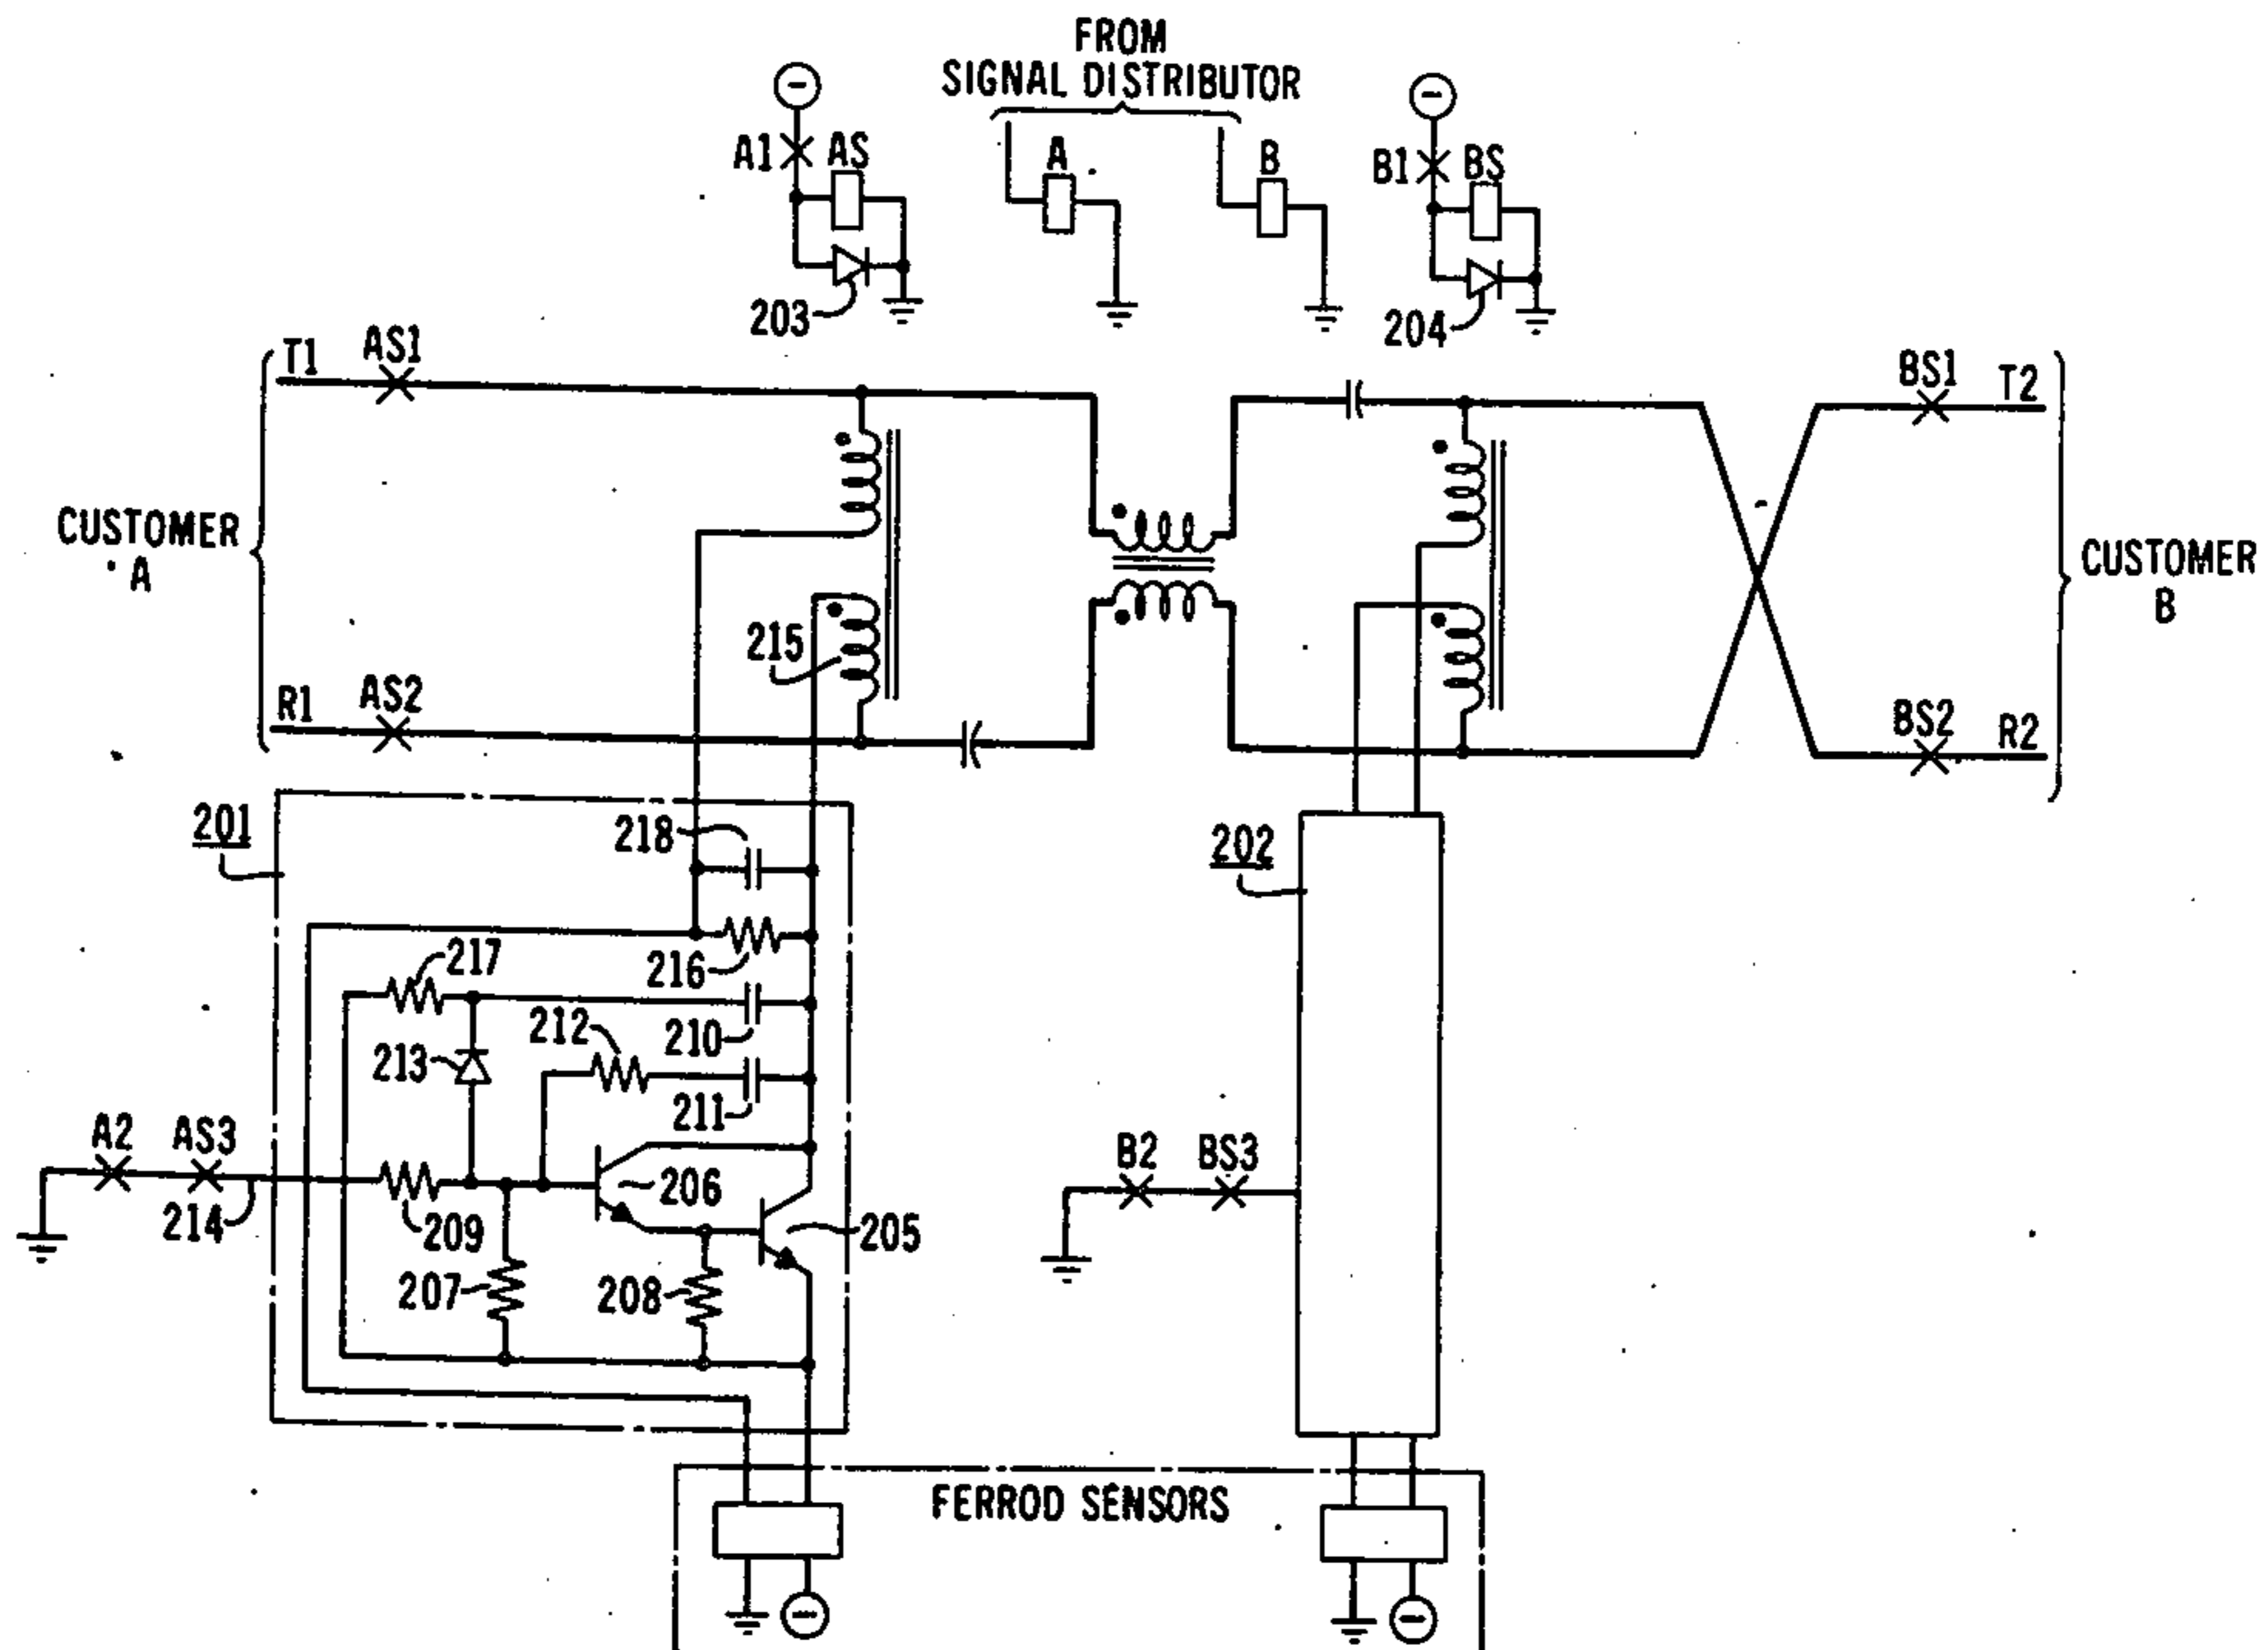 FROM
SIGNAL DISTRIBUTOR
A1 AS
A
B
B1 BS
203
204
T1
AS1
BS1
T2
CUSTOMER
A
CUSTOMER
B
215
R1
AS2
BS2
R2
201
218
202
217
216
212
210
213
211
A2
AS3
206
B2
BS3
214
209
205
207
208
FERROD SENSORS